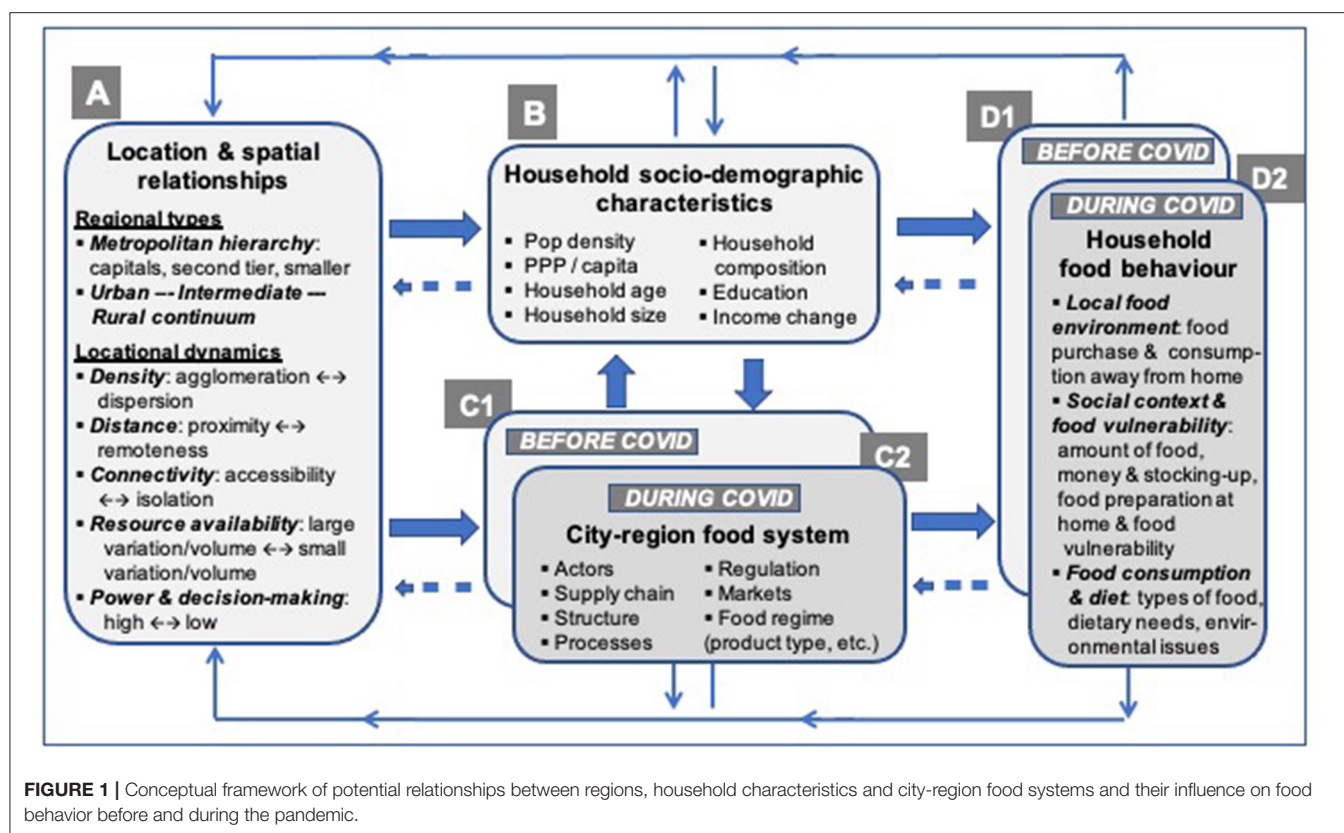 A
Location & spatial
relationships
Regional types
▪ Metropolitan hierarchy:
capitals, second tier, smaller
▪ Urban --- Intermediate ---
Rural continuum
Locational dynamics
▪ Density: agglomeration ←→
dispersion
▪ Distance: proximity ←→
remoteness
▪ Connectivity: accessibility
←→ isolation
▪ Resource availability: large
variation/volume ←→ small
variation/volume
▪ Power & decision-making:
high ←→ low
B
Household socio-demographic
characteristics
▪ Pop density
▪ PPP / capita
▪ Household age
▪ Household size
▪ Household
composition
▪ Education
▪ Income change
C1
BEFORE COVID
C2
DURING COVID
City-region food system
▪ Actors
▪ Supply chain
▪ Structure
▪ Processes
▪ Regulation
▪ Markets
▪ Food regime
(product type, etc.)
D1
BEFORE COVID
D2
DURING COVID
Household
food behaviour
▪ Local food
environment: food
purchase & consump-
tion away from home
▪ Social context &
food vulnerability:
amount of food,
money & stocking-up,
food preparation at
home & food
vulnerability
▪ Food consumption
& diet: types of food,
dietary needs, envir-
onmental issues
FIGURE 1 | Conceptual framework of potential relationships between regions, household characteristics and city-region food systems and their influence on food
behavior before and during the pandemic.